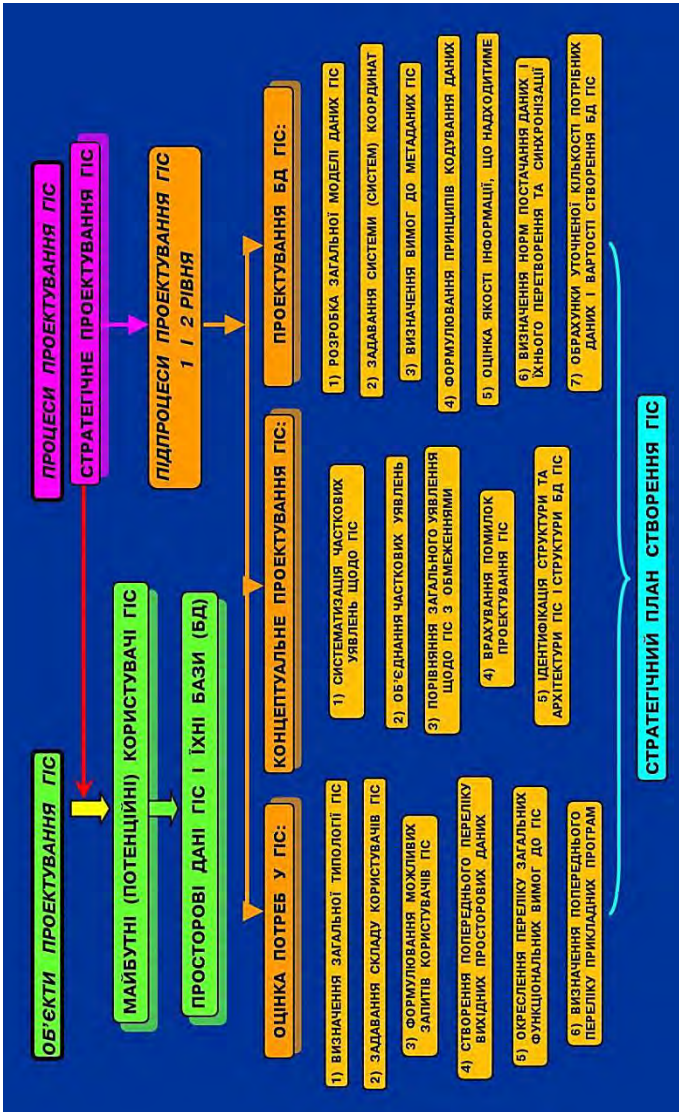 ОБ'ЄКТИ ПРОЕКТУВАННЯ ГІС
ПРОЦЕСИ ПРОЕКТУВАННЯ ГІС
СТРАТЕГІЧНЕ ПРОЕКТУВАННЯ ГІС
МАЙБУТНІ (ПОТЕНЦІЙНІ) КОРИСТУВАЧІ ГІС
ПРОСТОРОВІ ДАНІ ГІС І ЇХНІ БАЗИ (БД)
ПІДПРОЦЕСИ ПРОЕКТУВАННЯ ГІС
1 І 2 РІВНЯ
ОЦІНКА ПОТРЕБ У ГІС:
1) ВИЗНАЧЕННЯ ЗАГАЛЬНОЇ ТИПОЛОГІЇ ГІС
2) ЗАДАВАННЯ СКЛАДУ КОРИСТУВАЧІВ ГІС
3) ФОРМУЛЮВАННЯ МОЖЛИВИХ
ЗАПИТІВ КОРИСТУВАЧІВ ГІС
4) СТВОРЕННЯ ПОПЕРЕДНЬОГО ПЕРЕЛІКУ
ВИХІДНИХ ПРОСТОРОВИХ ДАНИХ
5) ОКРЕСЛЕННЯ ПЕРЕЛІКУ ЗАГАЛЬНИХ
ФУНКЦІОНАЛЬНИХ ВИМОГ ДО ГІС
6) ВИЗНАЧЕННЯ ПОПЕРЕДНЬОГО
ПЕРЕЛІКУ ПРИКЛАДНИХ ПРОГРАМ
КОНЦЕПТУАЛЬНЕ ПРОЕКТУВАННЯ ГІС:
1) СИСТЕМАТИЗАЦІЯ ЧАСТКОВИХ
УЯВЛЕНЬ ЩОДО ГІС
2) ОБ'ЄДНАННЯ ЧАСТКОВИХ УЯВЛЕНЬ
3) ПОРІВНЯННЯ ЗАГАЛЬНОГО УЯВЛЕННЯ
ЩОДО ГІС З ОБМЕЖЕННЯМИ
4) ВРАХУВАННЯ ПОМИЛОК
ПРОЕКТУВАННЯ ГІС
5) ІДЕНТИФІКАЦІЯ СТРУКТУРИ ТА
АРХІТЕКТУРИ ГІС І СТРУКТУРИ БД ГІС
ПРОЕКТУВАННЯ БД ГІС:
1) РОЗРОБКА ЗАГАЛЬНОЇ МОДЕЛІ ДАНИХ ГІС
2) ЗАДАВАННЯ СИСТЕМИ (СИСТЕМ) КООРДИНАТ
3) ВИЗНАЧЕННЯ ВИМОГ ДО МЕТАДАНИХ ГІС
4) ФОРМУЛЮВАННЯ ПРИНЦИПІВ КОДУВАННЯ ДАНИХ
5) ОЦІНКА ЯКОСТІ ІНФОРМАЦІЇ, ЩО НАДХОДИТИМЕ
6) ВИЗНАЧЕННЯ НОРМ ПОСТАЧАННЯ ДАНИХ І
ЇХНЬОГО ПЕРЕТВОРЕННЯ ТА СИНХРОНІЗАЦІЇ
7) ОБРАХУНКИ УТОЧНЕНОЇ КІЛЬКОСТІ ПОТРІБНИХ
ДАНИХ І ВАРТОСТІ СТВОРЕННЯ БД ГІС
СТРАТЕГІЧНИЙ ПЛАН СТВОРЕННЯ ГІС